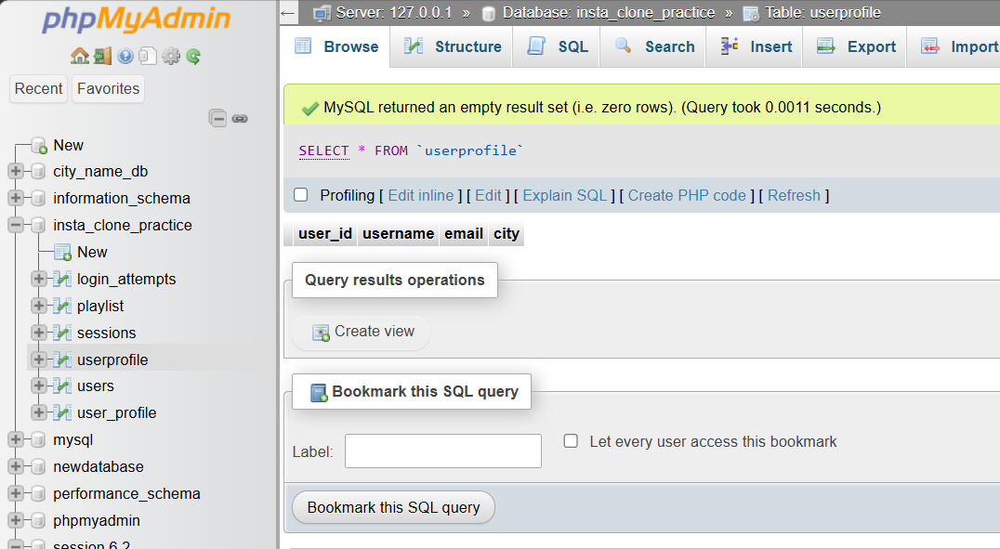 phpMyAdmin
Recent Favorites
New
city_name_db
information_schema
insta_clone_practice
New
login_attempts
playlist
sessions
userprofile
users
user_profile
mysql
newdatabase
performance_schema
phpmyadmin
session 6.2
← Server: 127.0.0.1 » Database: insta_clone_practice » Table: userprofile
Browse Structure SQL Search Insert Export Import
MySQL returned an empty result set (i.e. zero rows). (Query took 0.0011 seconds.)
SELECT * FROM `userprofile`
Profiling [ Edit inline ] [ Edit ] [ Explain SQL ] [ Create PHP code ] [ Refresh ]
user_id username email city
Query results operations
Create view
Bookmark this SQL query
Label: Let every user access this bookmark
Bookmark this SQL query